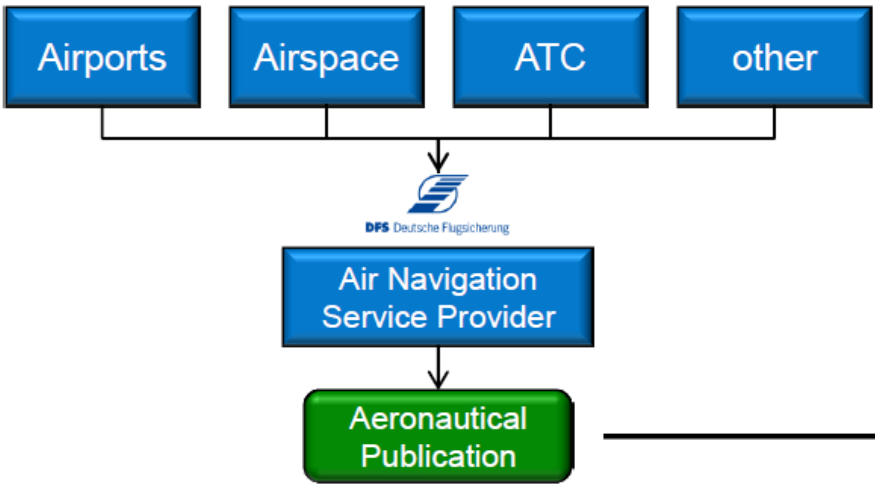 Airports
Airspace
ATC
other
DFS Deutsche Flugsicherung
Air Navigation
Service Provider
Aeronautical
Publication